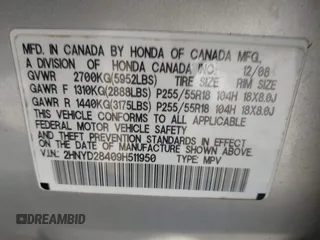 MFD. IN CANADA BY HONDA OF CANADA MFG.,
A DIVISION OF HONDA CANADA INC. 12/08
GVWR 2700KG(5952LBS) TIRE SIZE RIM SIZE
GAWR F 1310KG(2888LBS) P255/55R18 104H 18X8.0J
GAWR R 1440KG(3175LBS) P255/55R18 104H 18X8.0J
THIS VEHICLE CONFORMS TO ALL APPLICABLE
FEDERAL MOTOR VEHICLE SAFETY STANDARDS IN
EFFECT ON THE DATE OF MANUFACTURE SHOWN ABOVE.
V.I.N.: 2HNYD28409H511950 TYPE: MPV
DREAMBID